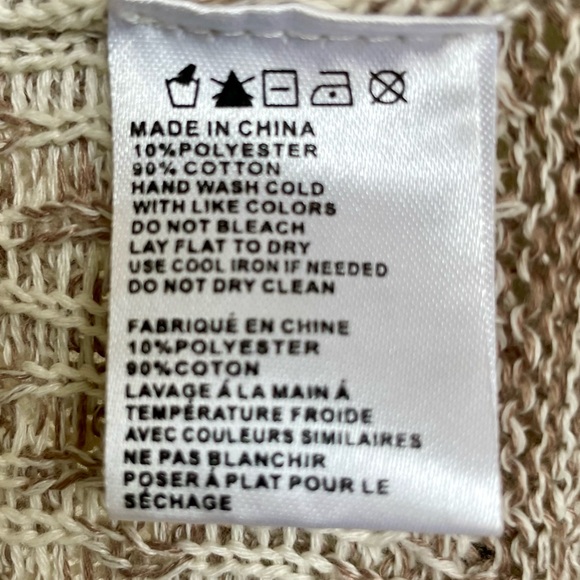 MADE IN CHINA
10%POLYESTER
90% COTTON
HAND WASH COLD
WITH LIKE COLORS
DO NOT BLEACH
LAY FLAT TO DRY
USE COOL IRON IF NEEDED
DO NOT DRY CLEAN
FABRIQUÉ EN CHINE
10%POLYESTER
90%COTON
LAVAGE Á LA MAIN Á
TEMPÉRATURE FROIDE
AVEC COULEURS SIMILAIRES
NE PAS BLANCHIR
POSER Á PLAT POUR LE
SÉCHAGE